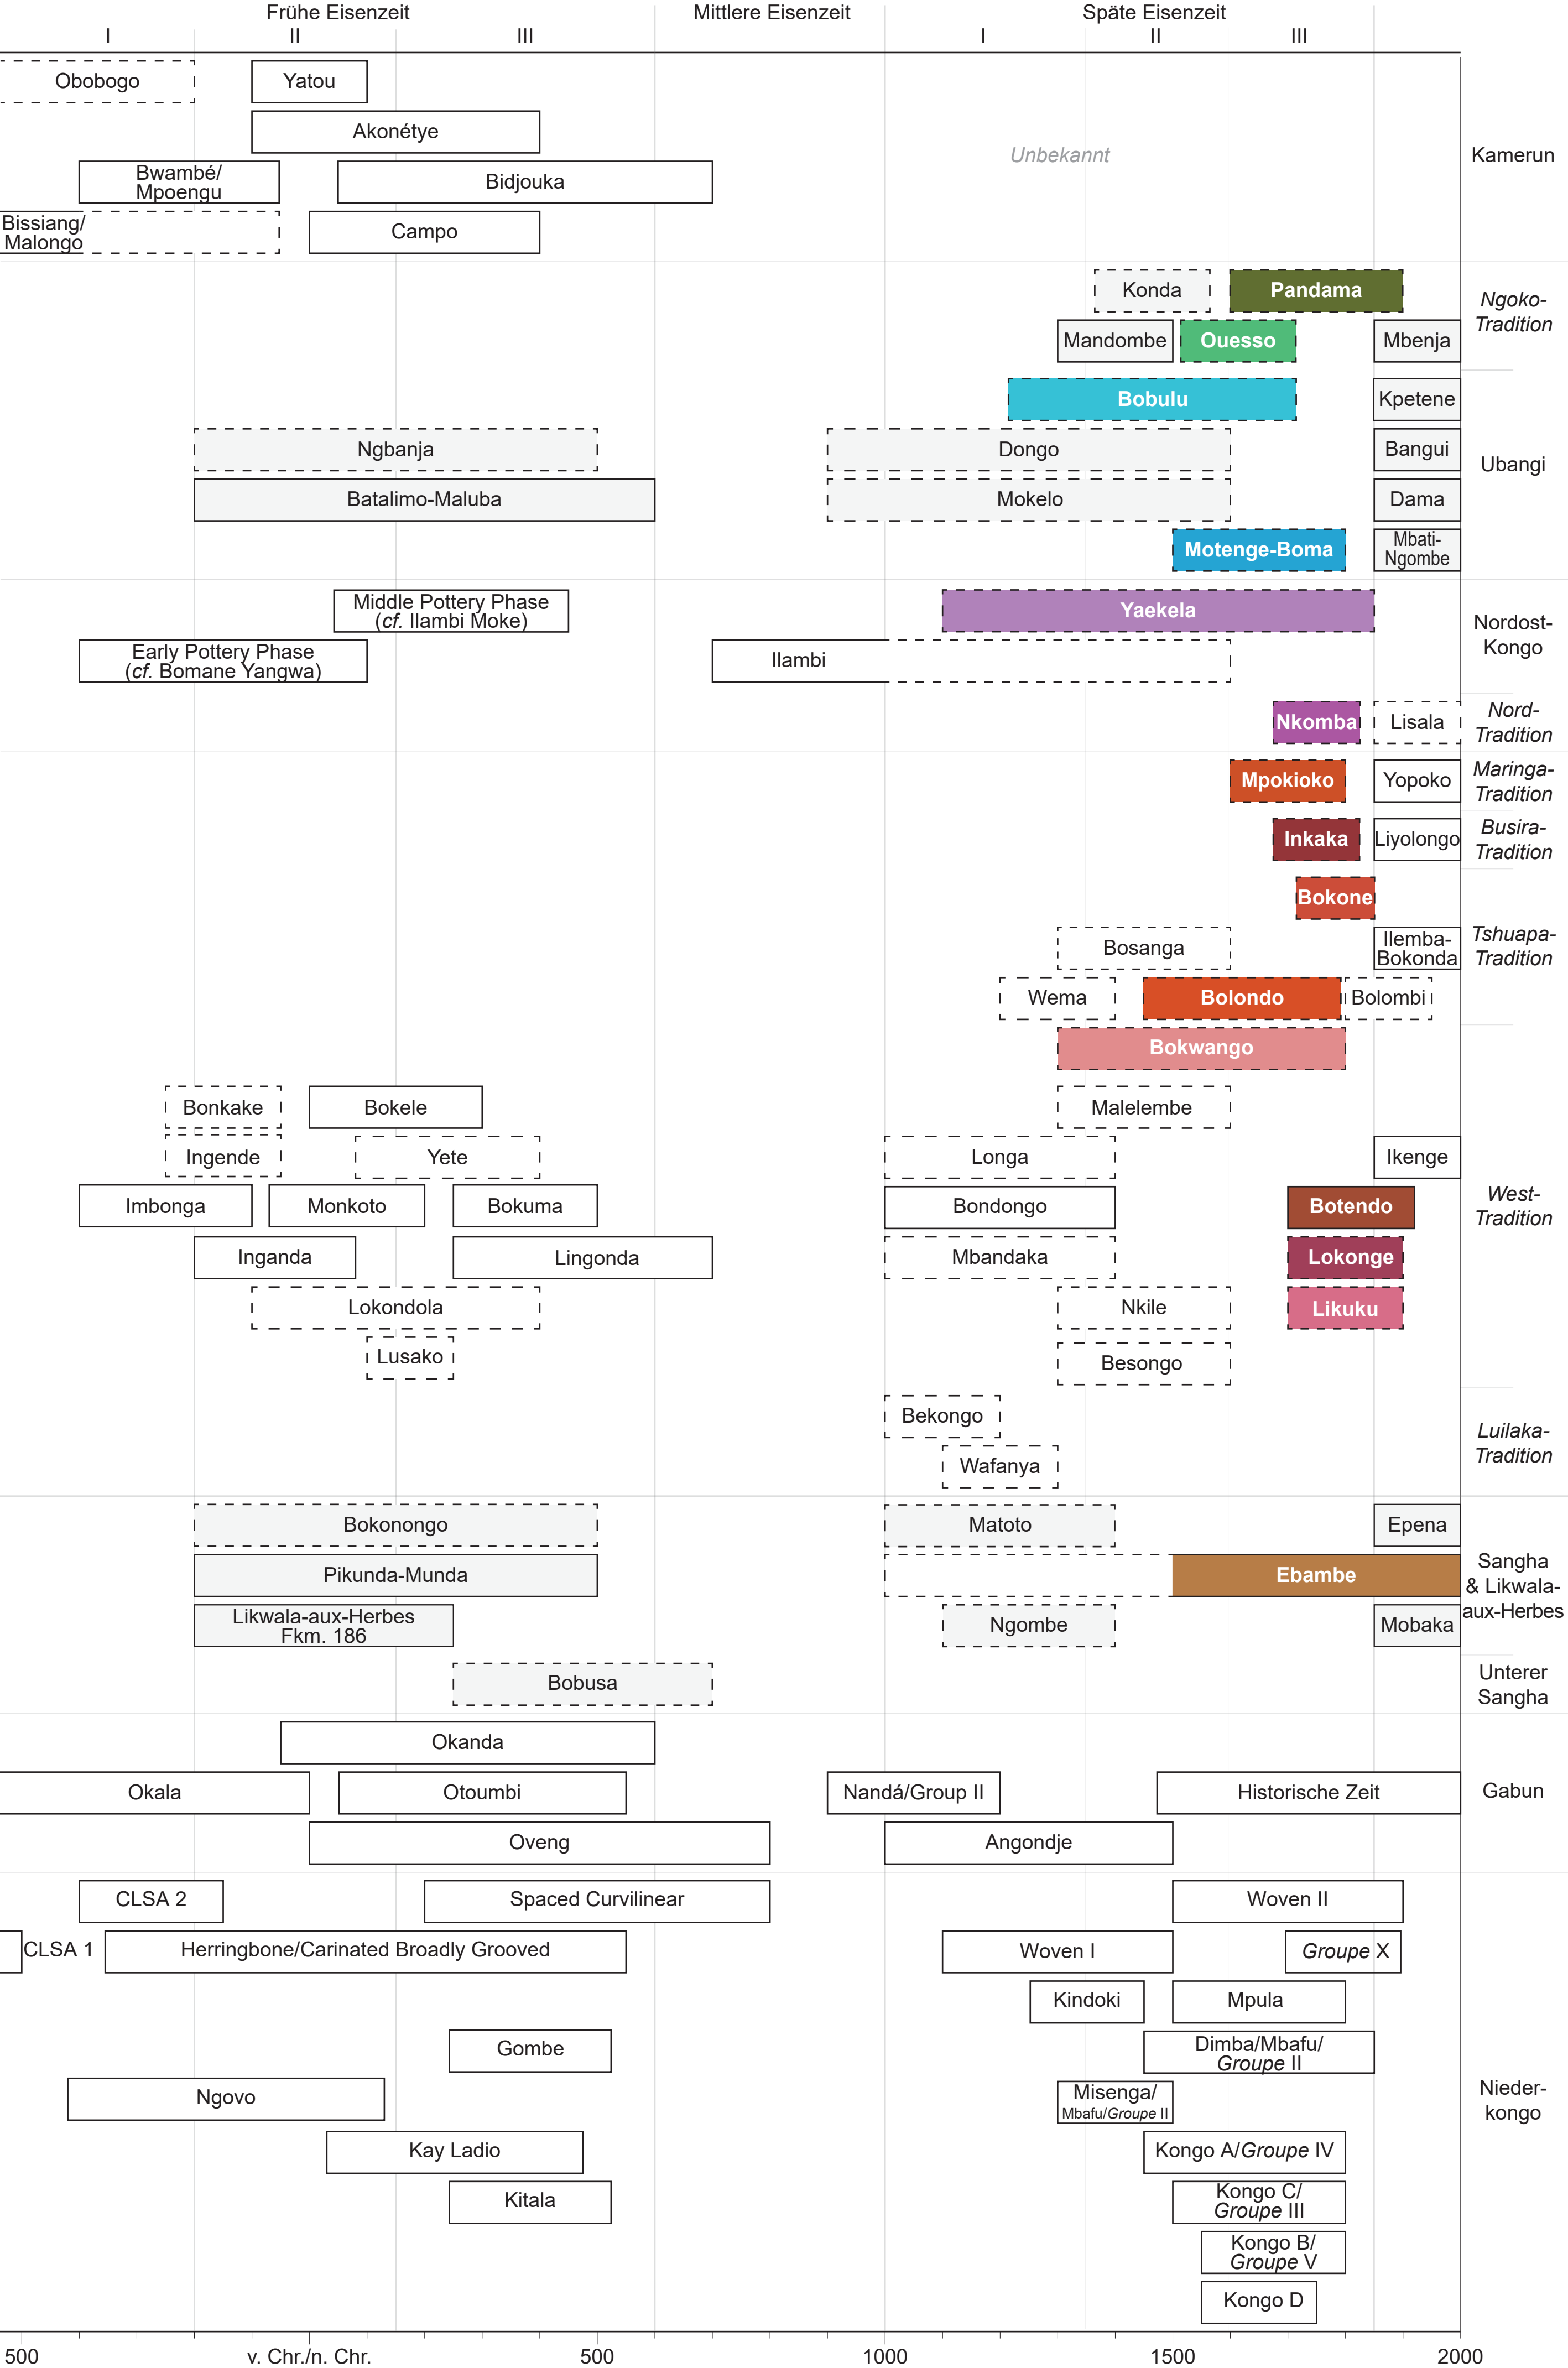 Frühe Eisenzeit Mittlere Eisenzeit Späte Eisenzeit
I II III I II III
Obobogo Yatou
Akonétye
Unbekannt
Kamerun
Bwambé/
Mpoengu
Bidjouka
Bissiang/
Malongo
Campo
Konda Pandama
Ngoko-
Tradition
Mandombe Ouesso Mbenja
Bobulu Kpetene
Ngbanja Dongo Bangui
Ubangi
Batalimo-Maluba Mokelo Dama
Motenge-Boma
Mbati-
Ngombe
Middle Pottery Phase
(cf. Ilambi Moke)
Yaekela
Nordost-
Kongo
Early Pottery Phase
(cf. Bomane Yangwa)
Ilambi
Nkomba Lisala
Nord-
Tradition
Mpokioko Yopoko
Maringa-
Tradition
Inkaka Liyolongo
Busira-
Tradition
Bokone
Bosanga
Ilemba-
Bokonda
Tshuapa-
Tradition
Wema Bolondo Bolombi
Bokwango
Bonkake Bokele Malelembe
Ingende Yete Longa Ikenge
Imbonga Monkoto Bokuma Bondongo Botendo
West-
Tradition
Inganda Lingonda Mbandaka Lokonge
Lokondola Nkile Likuku
Lusako Besongo
Bekongo
Luilaka-
Tradition
Wafanya
Bokonongo Matoto Epena
Pikunda-Munda Ebambe
Sangha
& Likwala-
aux-Herbes
Likwala-aux-Herbes
Fkm. 186
Ngombe Mobaka
Bobusa
Unterer
Sangha
Okanda
Okala Otoumbi Nandá/Group II Historische Zeit
Gabun
Oveng Angondje
CLSA 2 Spaced Curvilinear Woven II
CLSA 1 Herringbone/Carinated Broadly Grooved Woven I Groupe X
Kindoki Mpula
Gombe
Dimba/Mbafu/
Groupe II
Ngovo
Misenga/
Mbafu/Groupe II
Nieder-
kongo
Kay Ladio Kongo A/Groupe IV
Kitala
Kongo C/
Groupe III
Kongo B/
Groupe V
Kongo D
500 v. Chr./n. Chr. 500 1000 1500 2000